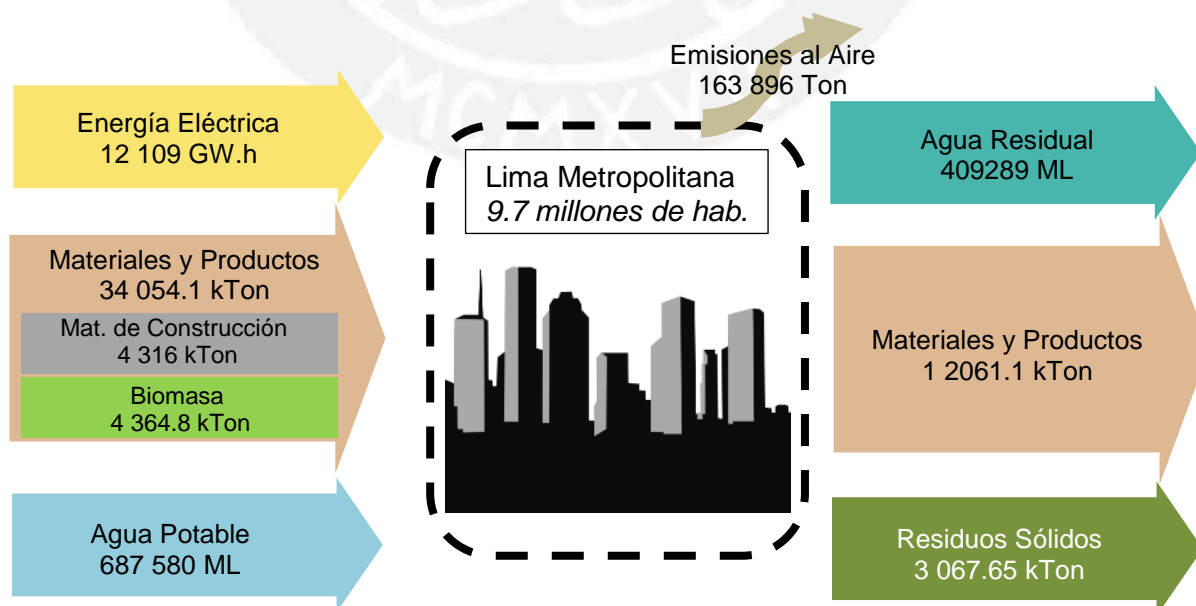 MCMXV
Emisiones al Aire
163 896 Ton
Energía Eléctrica
12 109 GW.h
Materiales y Productos
34 054.1 kTon
Mat. de Construcción
4 316 kTon
Biomasa
4 364.8 kTon
Agua Potable
687 580 ML
Lima Metropolitana
9.7 millones de hab.
Agua Residual
409289 ML
Materiales y Productos
1 2061.1 kTon
Residuos Sólidos
3 067.65 kTon